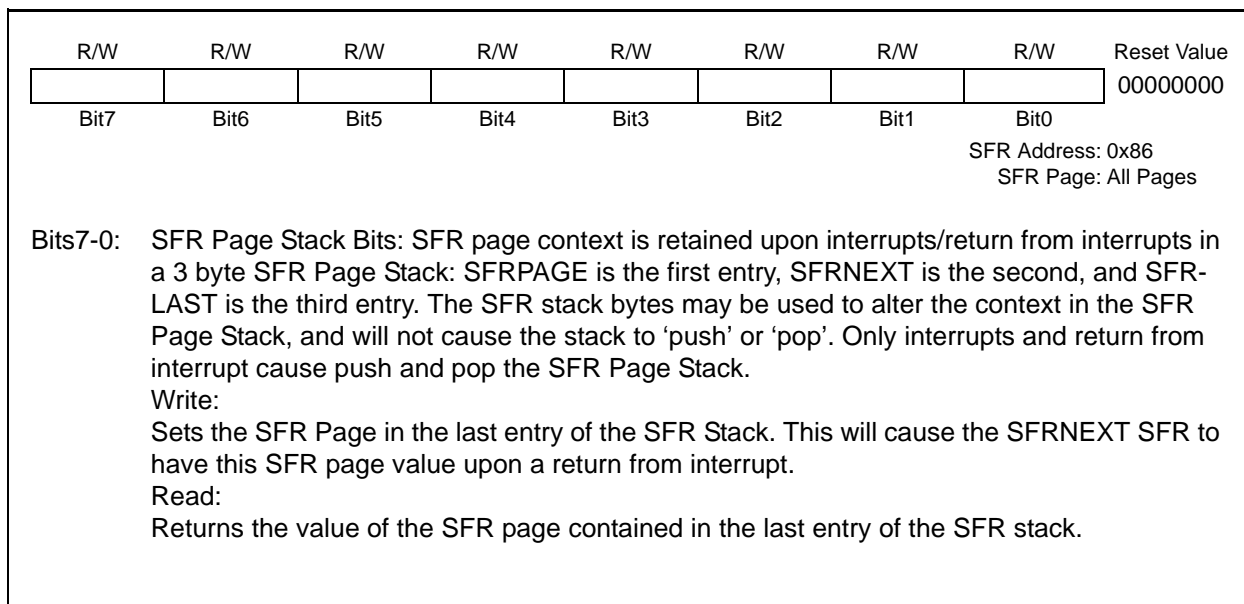 R/W R/W R/W R/W R/W R/W R/W R/W Reset Value
00000000
Bit7 Bit6 Bit5 Bit4 Bit3 Bit2 Bit1 Bit0
SFR Address: 0x86
SFR Page: All Pages
Bits7-0: SFR Page Stack Bits: SFR page context is retained upon interrupts/return from interrupts in
a 3 byte SFR Page Stack: SFRPAGE is the first entry, SFRNEXT is the second, and SFR-
LAST is the third entry. The SFR stack bytes may be used to alter the context in the SFR
Page Stack, and will not cause the stack to ‘push’ or ‘pop’. Only interrupts and return from
interrupt cause push and pop the SFR Page Stack.
Write:
Sets the SFR Page in the last entry of the SFR Stack. This will cause the SFRNEXT SFR to
have this SFR page value upon a return from interrupt.
Read:
Returns the value of the SFR page contained in the last entry of the SFR stack.